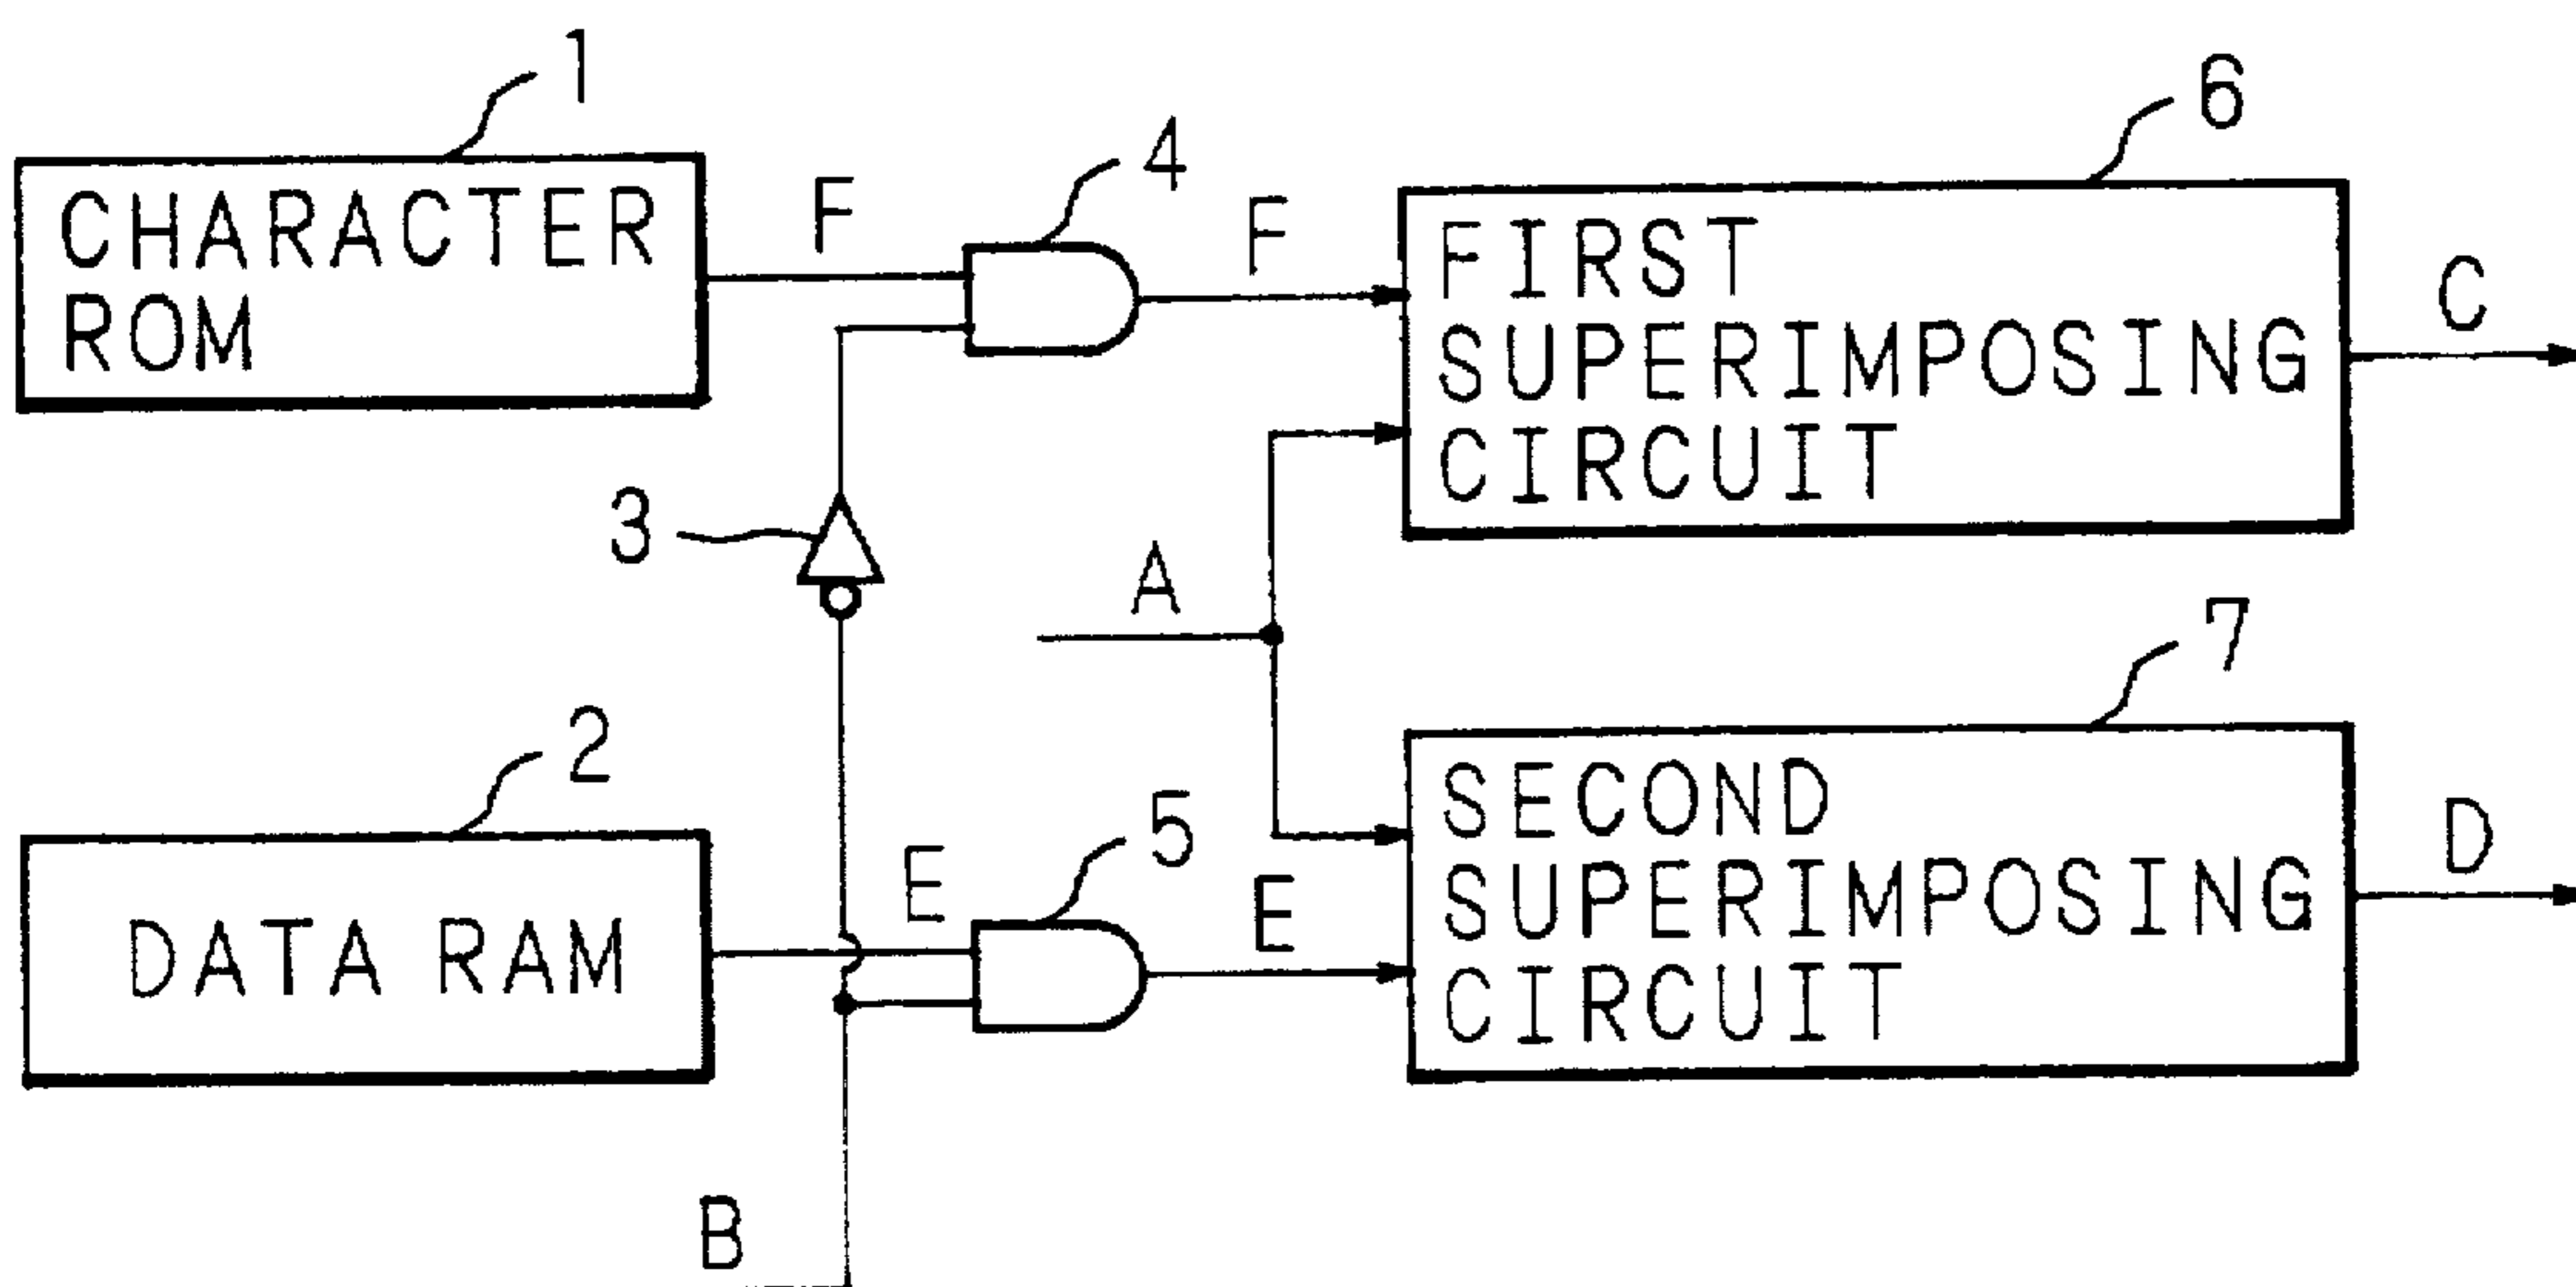 1
CHARACTER
ROM
F
4
F
6
FIRST
SUPERIMPOSING
CIRCUIT
C
3
A
2
DATA RAM
E
5
E
7
SECOND
SUPERIMPOSING
CIRCUIT
D
B